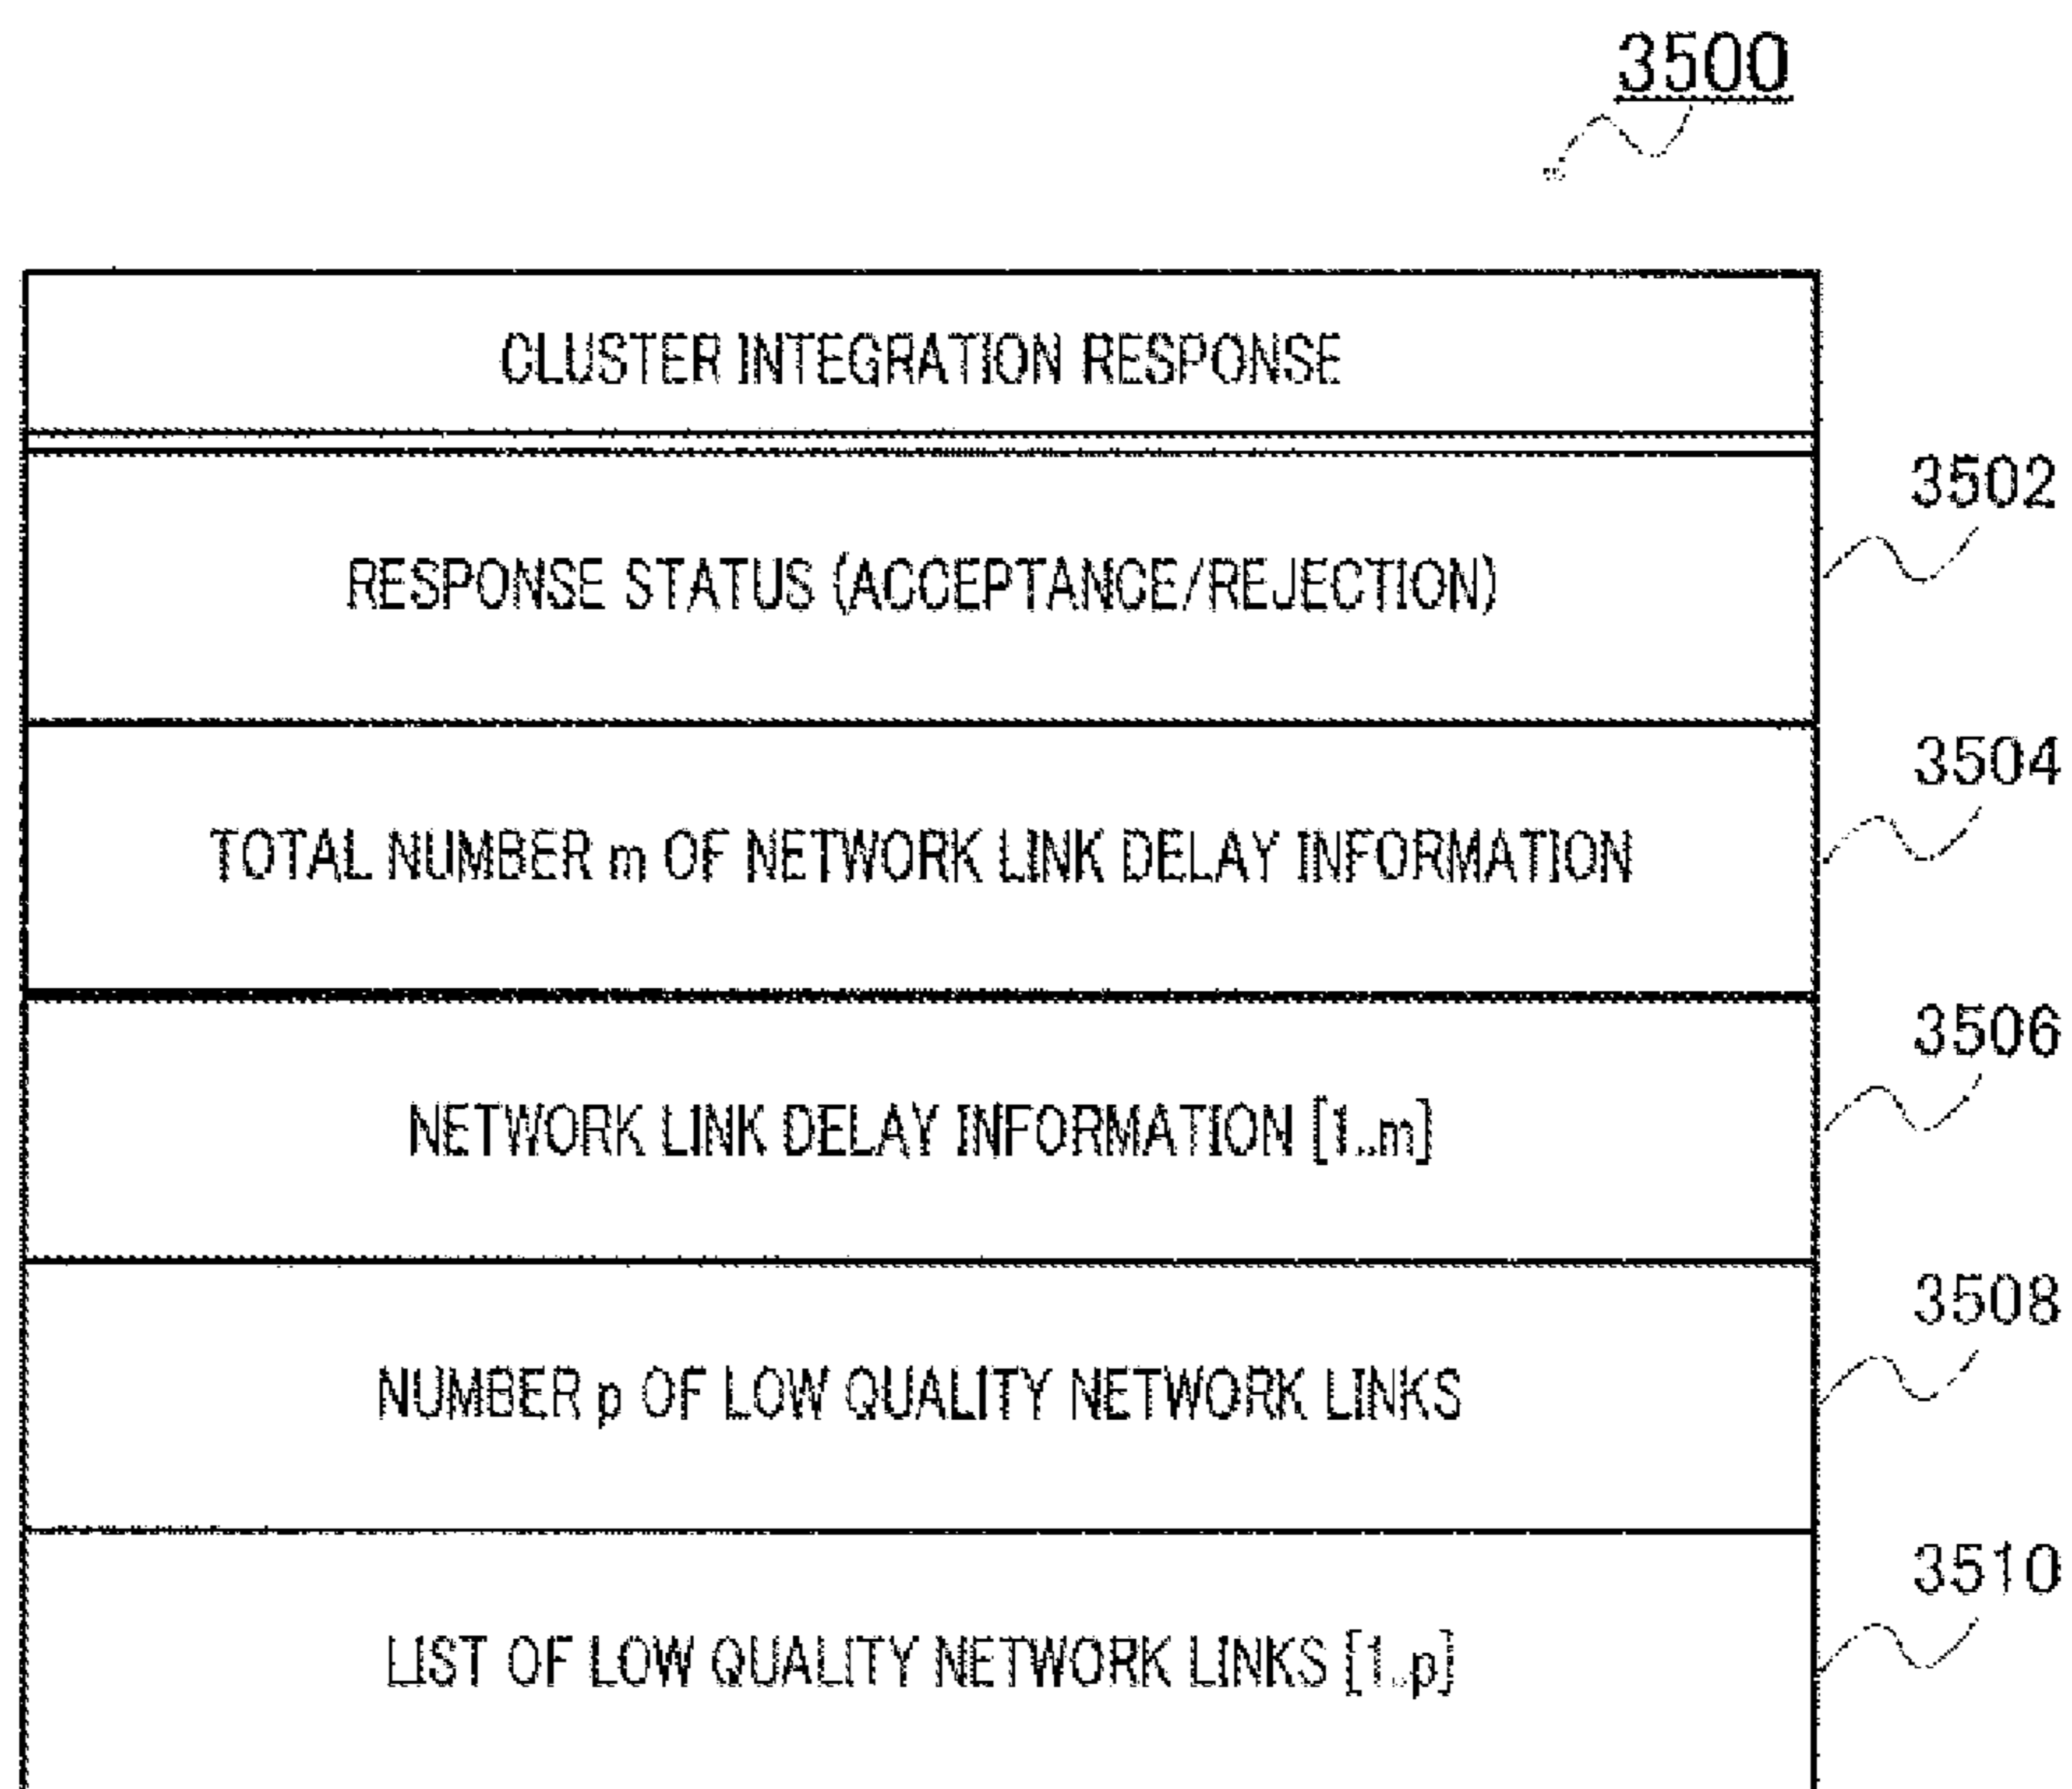 3500
CLUSTER INTEGRATION RESPONSE
3502
RESPONSE STATUS (ACCEPTANCE/REJECTION)
3504
TOTAL NUMBER m OF NETWORK LINK DELAY INFORMATION
3506
NETWORK LINK DELAY INFORMATION [1..m]
3508
NUMBER p OF LOW QUALITY NETWORK LINKS
3510
LIST OF LOW QUALITY NETWORK LINKS [1..p]